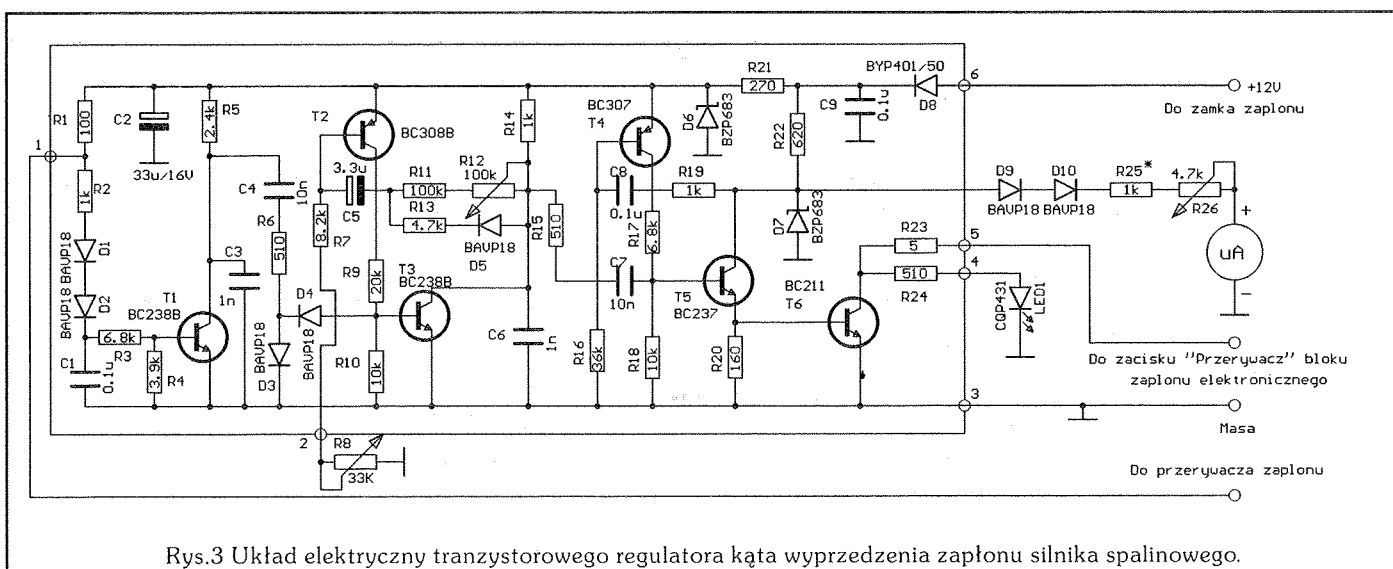 R1 100
C2 33u/16V
R5 2.4k
T2 BC308B
R14 1k
BC307 T4
D6 BZP683
R21 270
C9 0.1u
BYP401/50 D8
6 +12V
Do zamka zaplonu
1
R2 1k
C4 10n
R6 510
3.3u C5
R11 100k
R12 100k
R13 4.7k
BAVP18 D5
R7 8.2k
R15 510
C8 0.1u
R19 1k
R17 6.8k
R22 620
D7 BZP683
D9 BAVP18
D10 BAVP18
R25* 1k
4.7k R26
+
uA
-
BAVP18 D1
BAVP18 D2
T1 BC238B
C3 1n
R9 20k
T3 BC238B
D4 BAVP18
BAVP18 D3
C7 10n
T5 BC237
BC211 T6
R23 5
5
4
510 R24
CQP431 LED1
C1 0.1u
6.8k R3
3.9k R4
R10 10k
C6 1n
R16 36k
R18 10k
R20 160
Do zacisku "Przerywacz" bloku
zaplonu elektronicznego
3
Masa
2
R8 33K
Do przerywacza zaplonu
Rys.3 Układ elektryczny tranzystorowego regulatora kąta wyprzedzenia zapłonu silnika spalinowego.